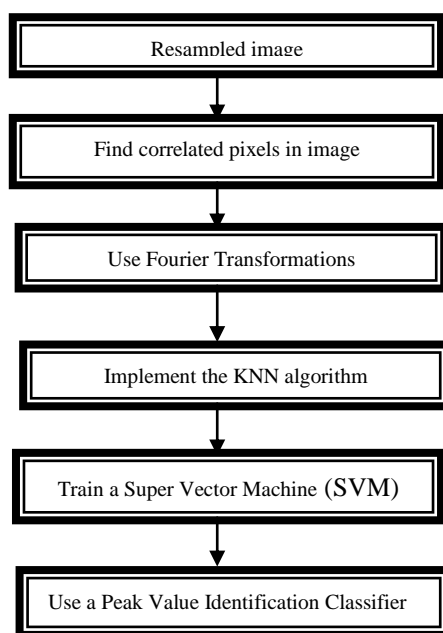 Resampled image
Find correlated pixels in image
Use Fourier Transformations
Implement the KNN algorithm
Train a Super Vector Machine (SVM)
Use a Peak Value Identification Classifier